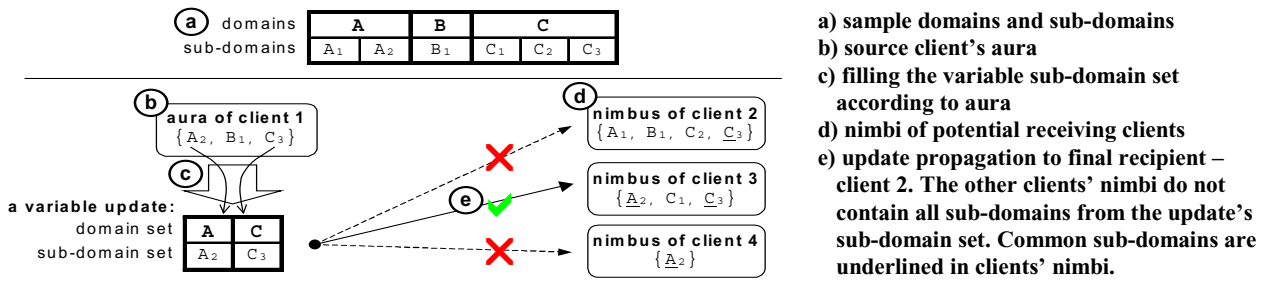 a domains A B C
sub-domains A1 A2 B1 C1 C2 C3
b
aura of client 1
{A2, B1, C3}
c
a variable update:
domain set A C
sub-domain set A2 C3
d
nimbus of client 2
{A1, B1, C2, C3}
e
nimbus of client 3
{A2, C1, C3}
nimbus of client 4
{A2}
a) sample domains and sub-domains
b) source client’s aura
c) filling the variable sub-domain set
according to aura
d) nimbi of potential receiving clients
e) update propagation to final recipient –
client 2. The other clients’ nimbi do not
contain all sub-domains from the update’s
sub-domain set. Common sub-domains are
underlined in clients’ nimbi.